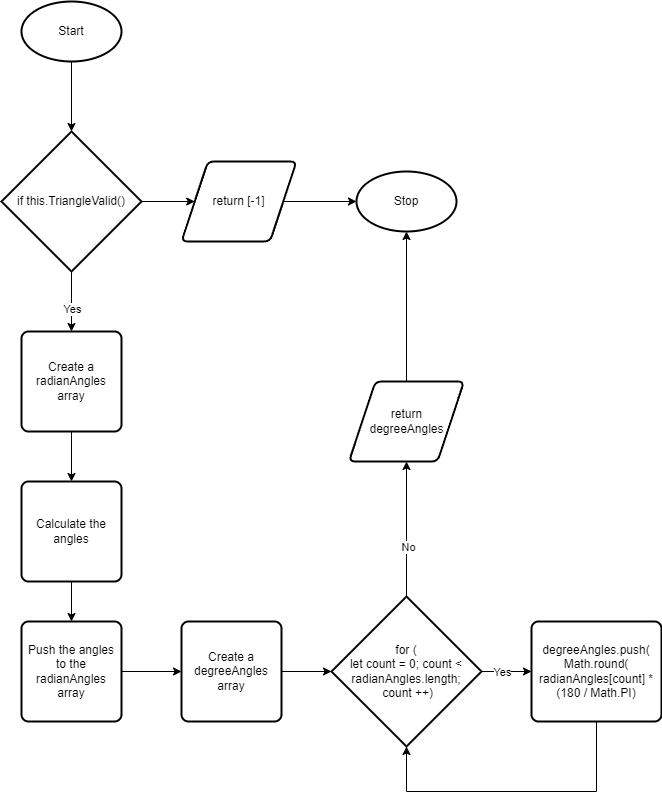 Start
if this.TriangleValid()
return [-1]
Stop
Yes
Create a
radianAngles
array
return
degreeAngles
Calculate the
angles
No
Push the angles
to the
radianAngles
array
Create a
degreeAngles
array
for (
let count = 0; count <
radianAngles.length;
count ++)
Yes
degreeAngles.push(
Math.round(
radianAngles[count] *
(180 / Math.PI)